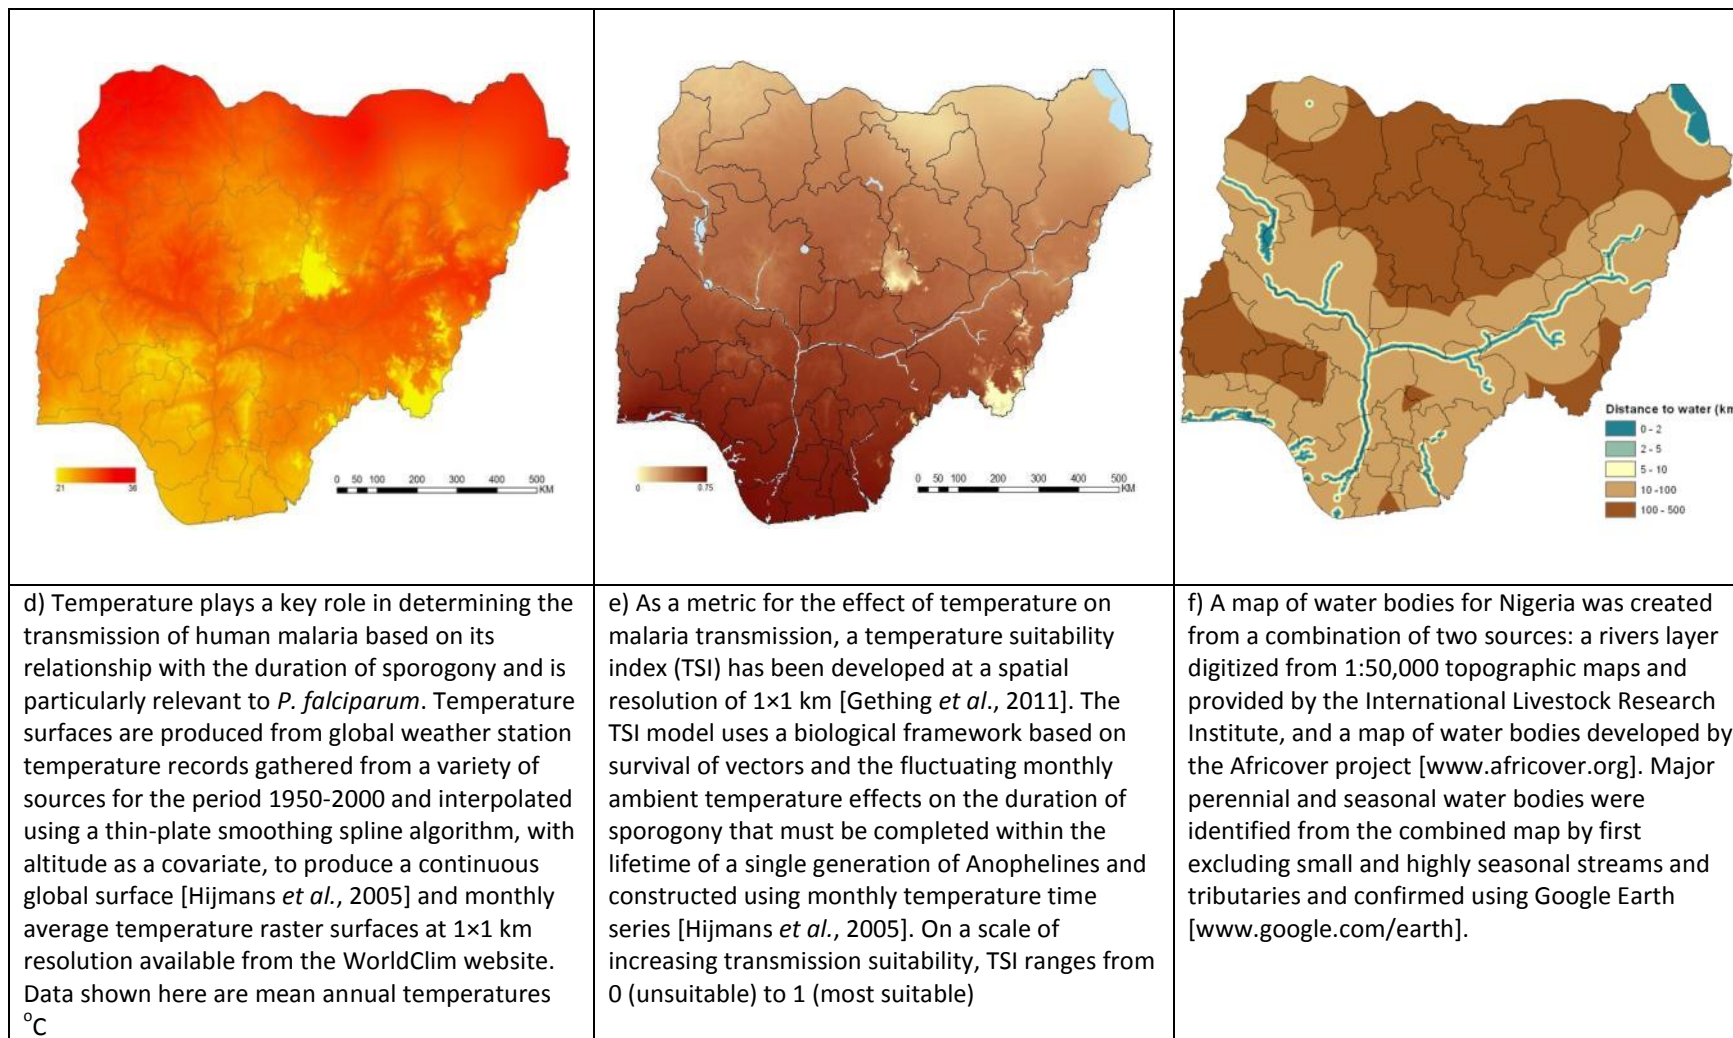 21
36
0 50 100 200 300 400 500
KM
0
0.75
0 50 100 200 300 400 500
KM
Distance to water (km
0 - 2
2 - 5
5 - 10
10 -100
100 - 500
d) Temperature plays a key role in determining the
transmission of human malaria based on its
relationship with the duration of sporogony and is
particularly relevant to P. falciparum. Temperature
surfaces are produced from global weather station
temperature records gathered from a variety of
sources for the period 1950-2000 and interpolated
using a thin-plate smoothing spline algorithm, with
altitude as a covariate, to produce a continuous
global surface [Hijmans et al., 2005] and monthly
average temperature raster surfaces at 1×1 km
resolution available from the WorldClim website.
Data shown here are mean annual temperatures
°C
e) As a metric for the effect of temperature on
malaria transmission, a temperature suitability
index (TSI) has been developed at a spatial
resolution of 1×1 km [Gething et al., 2011]. The
TSI model uses a biological framework based on
survival of vectors and the fluctuating monthly
ambient temperature effects on the duration of
sporogony that must be completed within the
lifetime of a single generation of Anophelines and
constructed using monthly temperature time
series [Hijmans et al., 2005]. On a scale of
increasing transmission suitability, TSI ranges from
0 (unsuitable) to 1 (most suitable)
f) A map of water bodies for Nigeria was created
from a combination of two sources: a rivers layer
digitized from 1:50,000 topographic maps and
provided by the International Livestock Research
Institute, and a map of water bodies developed by
the Africover project [www.africover.org]. Major
perennial and seasonal water bodies were
identified from the combined map by first
excluding small and highly seasonal streams and
tributaries and confirmed using Google Earth
[www.google.com/earth].